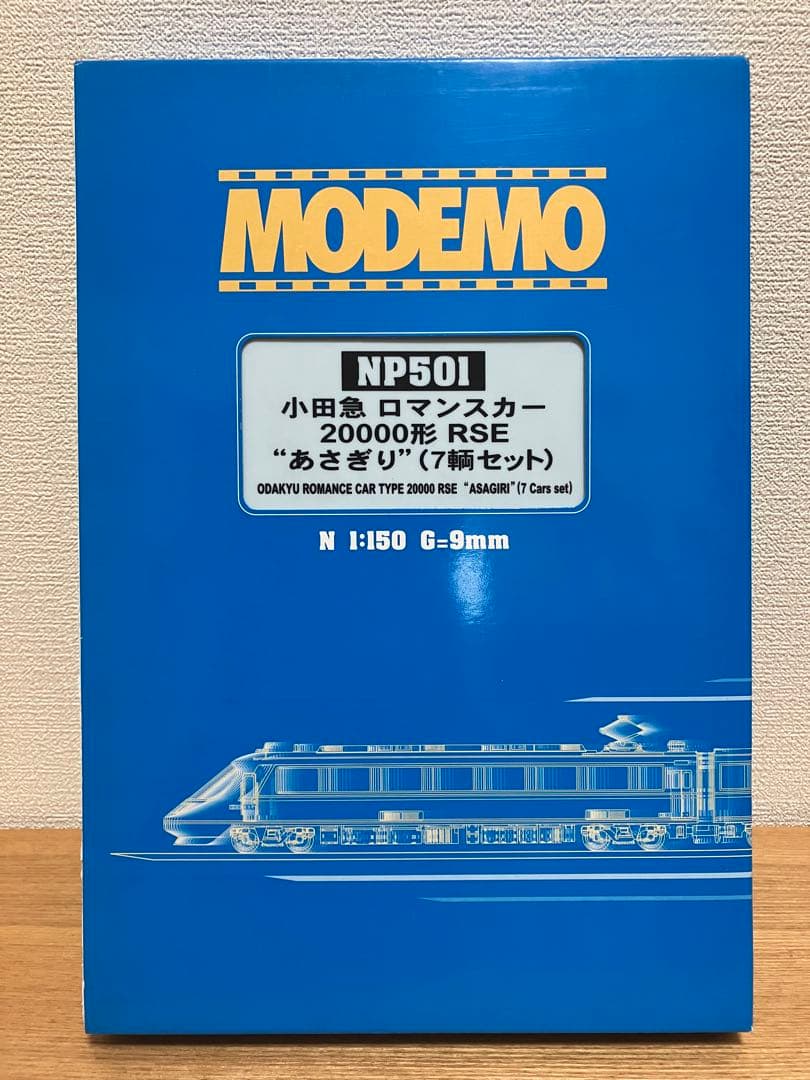 MODEMO
NP501
小田急 ロマンスカー
20000形 RSE
“あさぎり”(7輌セット)
ODAKYU ROMANCE CAR TYPE 20000 RSE “ASAGIRI”(7 Cars set)
N 1:150 G=9mm